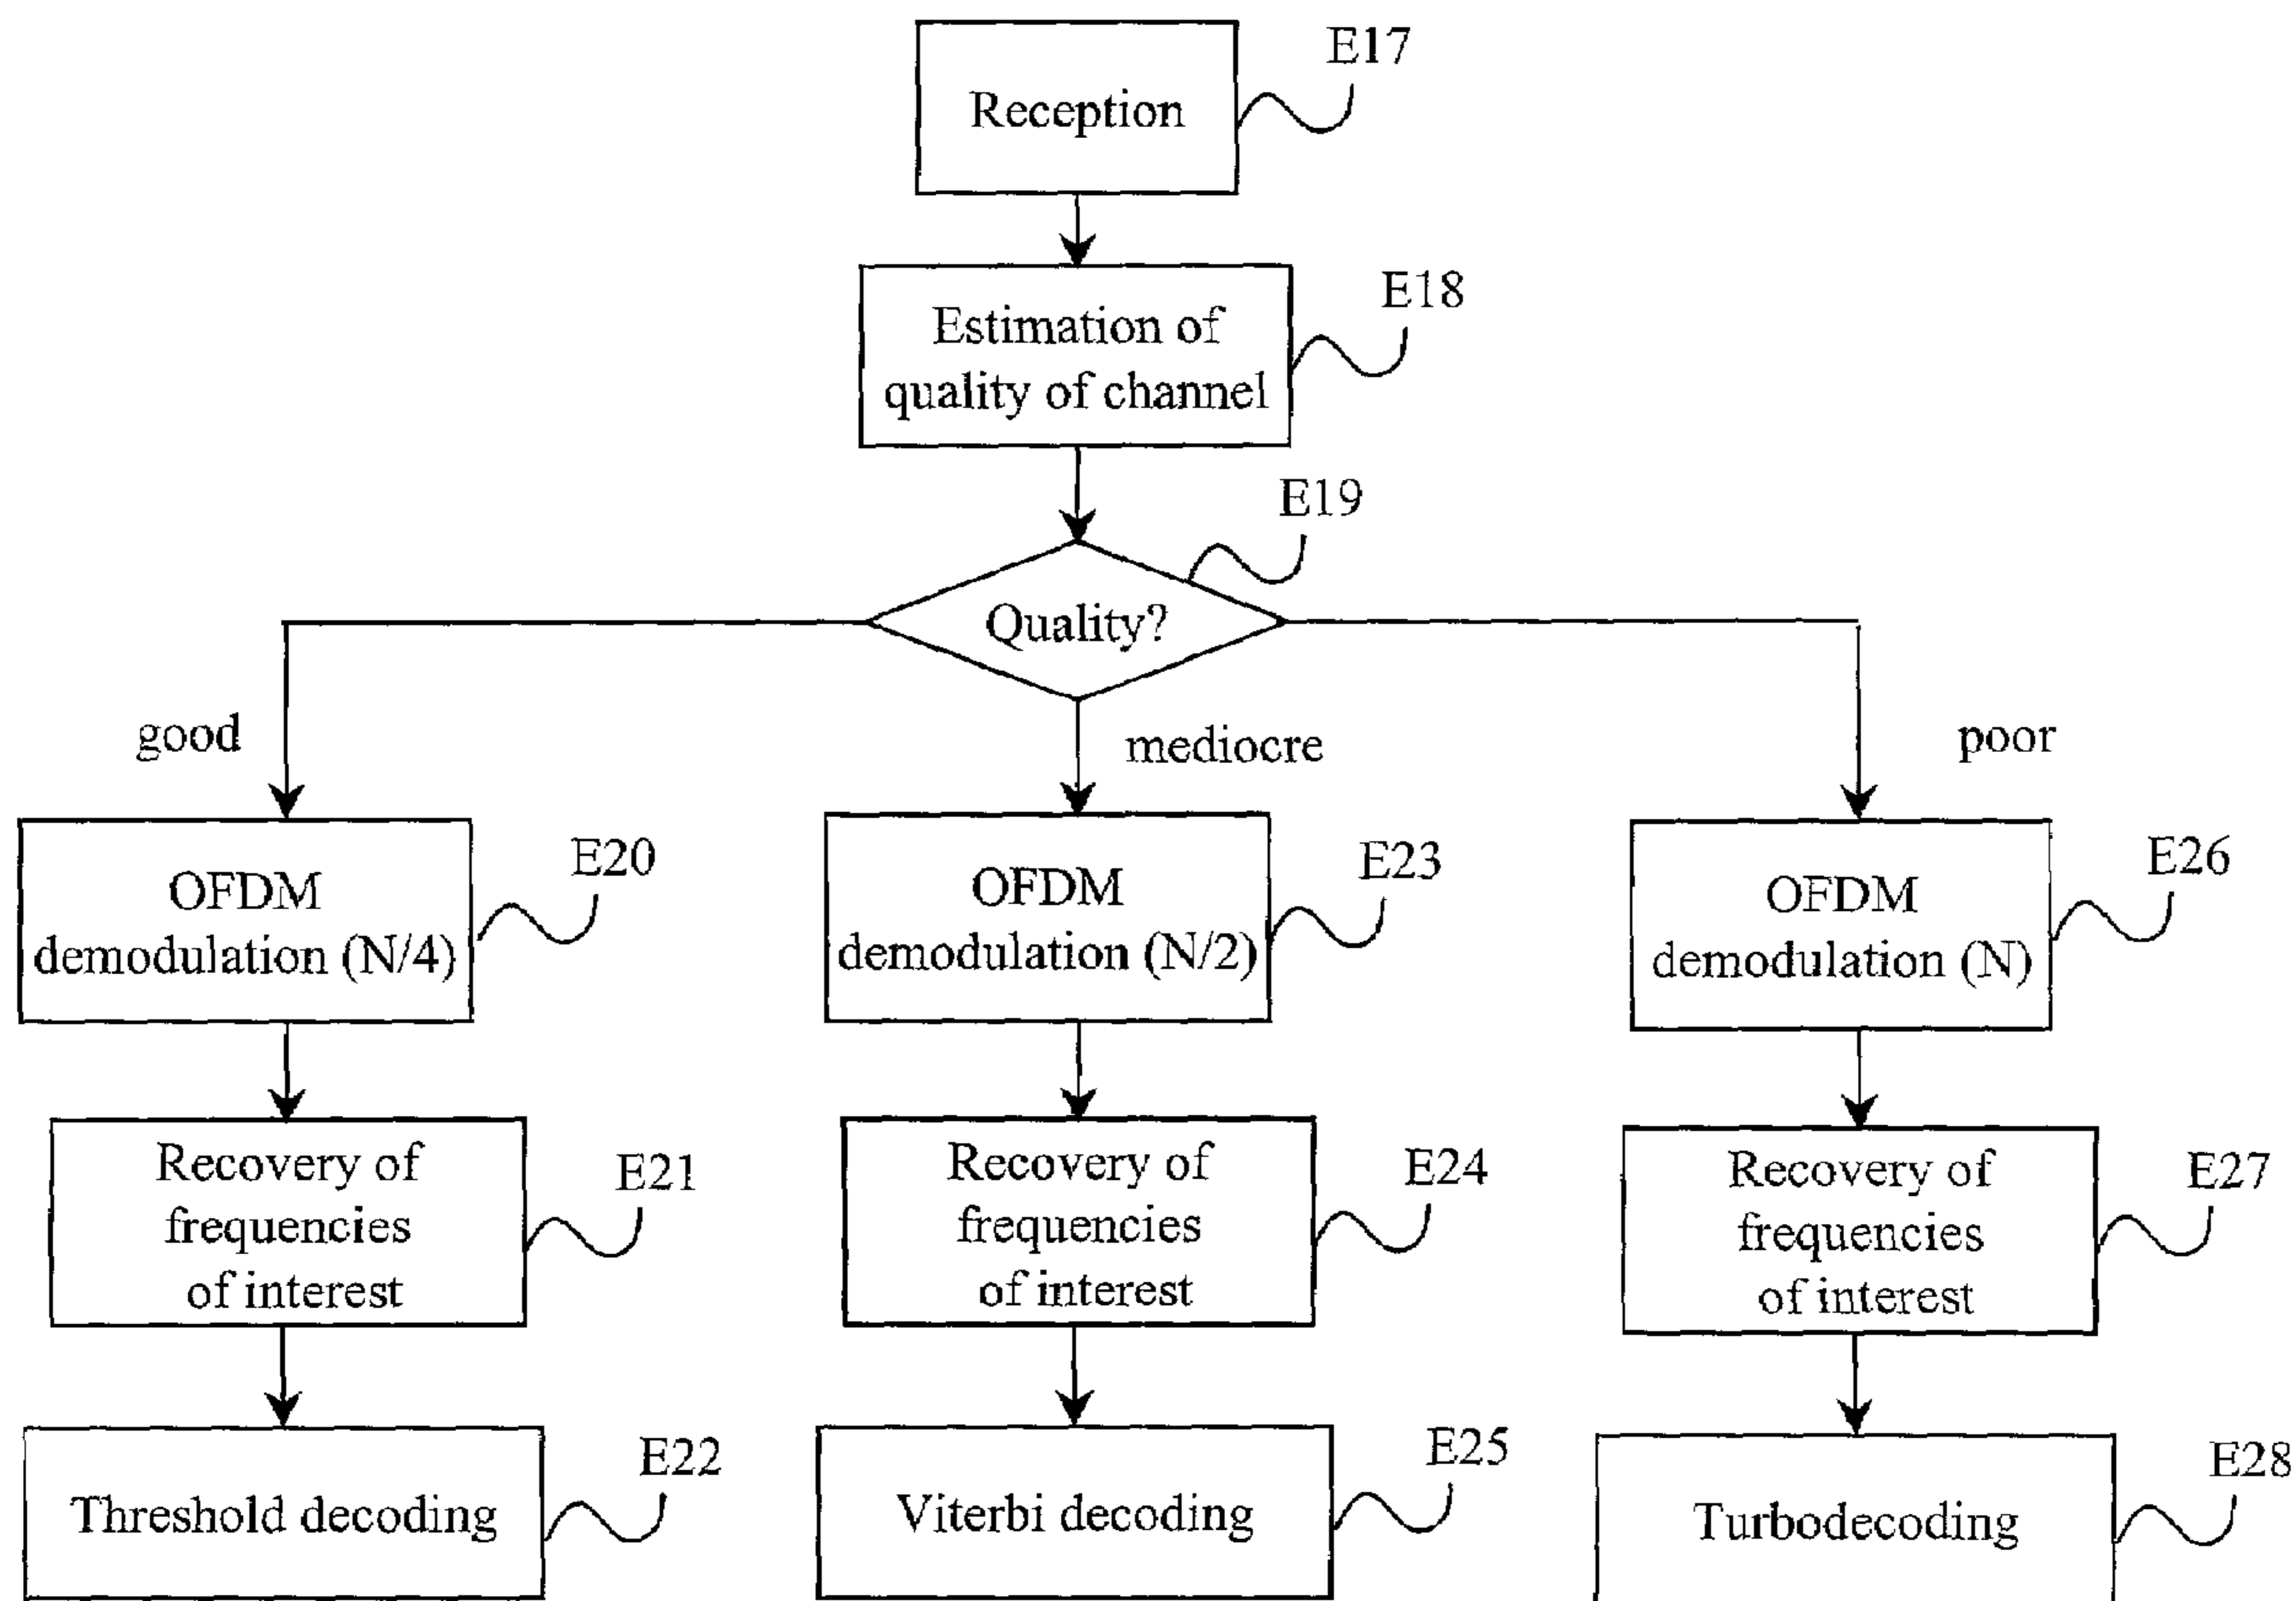 Reception
E17
Estimation of
quality of channel
E18
Quality?
E19
good
mediocre
poor
OFDM
demodulation (N/4)
E20
OFDM
demodulation (N/2)
E23
OFDM
demodulation (N)
E26
Recovery of
frequencies
of interest
E21
Recovery of
frequencies
of interest
E24
Recovery of
frequencies
of interest
E27
Threshold decoding
E22
Viterbi decoding
E25
Turbodecoding
E28